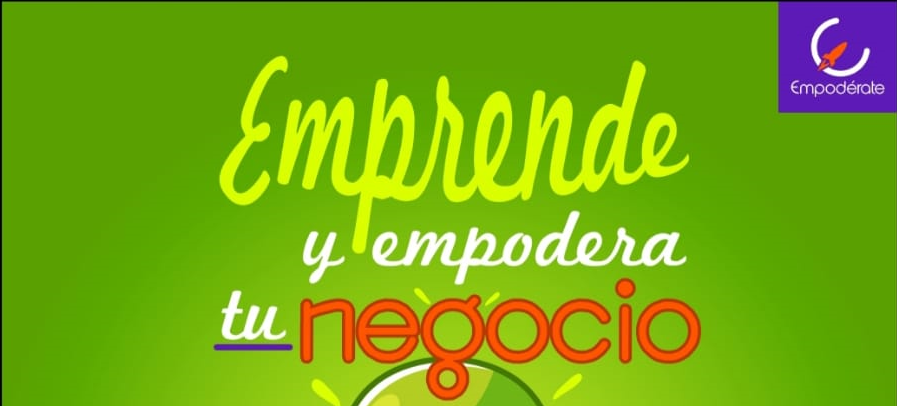 Empodérate
Emprende
y empodera
tu negocio